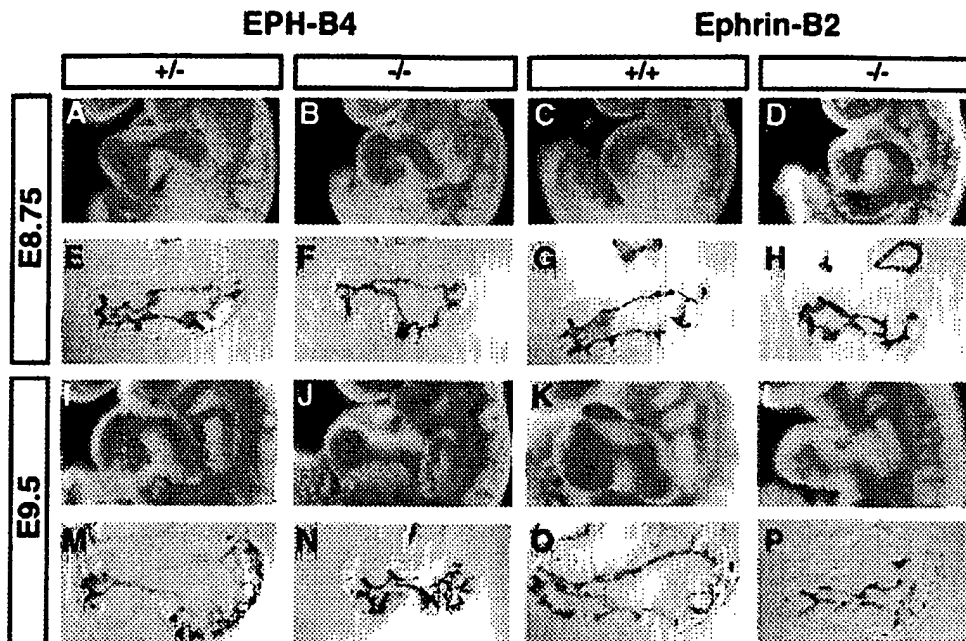 EPH-B4 Ephrin-B2
+/- -/- +/+ -/-
E8.75
A B C D
E F G H
E9.5
I J K
M N O P